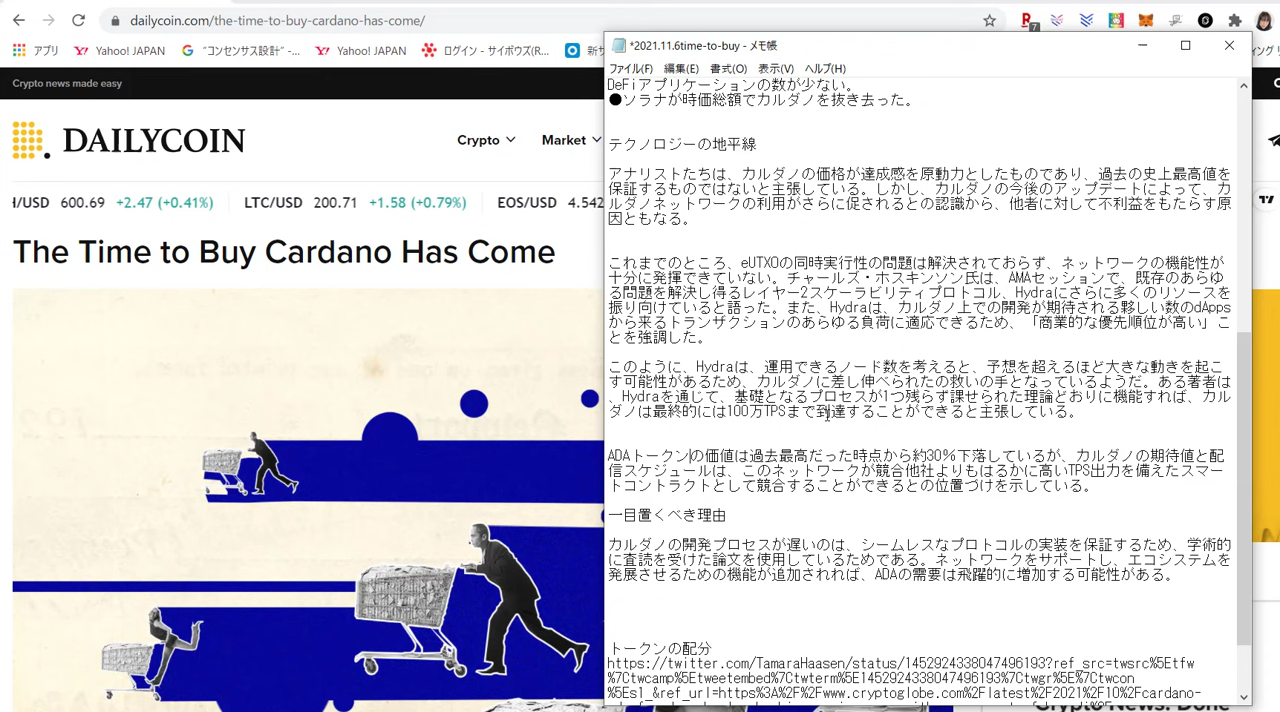 dailycoin.com/the-time-to-buy-cardano-has-come/
7
アプリ
Yahoo! JAPAN
"コンセンサス設計" -...
Yahoo! JAPAN
ログイン - サイボウズ(R...
新サ
Crypto news made easy
DAILYCOIN
Crypto
Market
H/USD 600.69 +2.47 (+0.41%)
LTC/USD 200.71 +1.58 (+0.79%)
EOS/USD 4.542
The Time to Buy Cardano Has Come
*2021.11.6time-to-buy - メモ帳
ファイル(F) 編集(E) 書式(O) 表示(V) ヘルプ(H)
DeFiアプリケーションの数が少ない。
●ソラナが時価総額でカルダノを抜き去った。
テクノロジーの地平線
アナリストたちは、カルダノの価格が達成感を原動力としたものであり、過去の史上最高値を
保証するものではないと主張している。しかし、カルダノの今後のアップデートによって、カ
ルダノネットワークの利用がさらに促されるとの認識から、他者に対して不利益をもたらす原
因ともなる。
これまでのところ、eUTXOの同時実行性の問題は解決されておらず、ネットワークの機能性が
十分に発揮できていない。チャールズ・ホスキンソン氏は、AMAセッションで、既存のあらゆ
る問題を解決し得るレイヤー2スケーラビリティプロトコル、Hydraにさらに多くのリソースを
振り向けていると語った。また、Hydraは、カルダノ上での開発が期待される夥しい数のdApps
から来るトランザクションのあらゆる負荷に適応できるため、「商業的な優先順位が高い」こ
とを強調した。
このように、Hydraは、運用できるノード数を考えると、予想を超えるほど大きな動きを起こ
す可能性があるため、カルダノに差し伸べられたの救いの手となっているようだ。ある著者は
、Hydraを通じて、基礎となるプロセスが1つ残らず課せられた理論どおりに機能すれば、カル
ダノは最終的には100万TPSまで到達することができると主張している。
ADAトークンの価値は過去最高だった時点から約30%下落しているが、カルダノの期待値と配
信スケジュールは、このネットワークが競合他社よりもはるかに高いTPS出力を備えたスマー
トコントラクトとして競合することができるとの位置づけを示している。
一目置くべき理由
カルダノの開発プロセスが遅いのは、シームレスなプロトコルの実装を保証するため、学術的
に査読を受けた論文を使用しているためである。ネットワークをサポートし、エコシステムを
発展させるための機能が追加されれば、ADAの需要は飛躍的に増加する可能性がある。
トークンの配分
https://twitter.com/TamaraHaasen/status/1452924338047496193?ref_src=twsrc%5Etfw
%7Ctwcamp%5Etweetembed%7Ctwterm%5E1452924338047496193%7Ctwgr%5E%7Ctwcon
%5Es1_&ref_url=https%3A%2F%2Fwww.cryptoglobe.com%2Flatest%2F2021%2F10%2Fcardano-